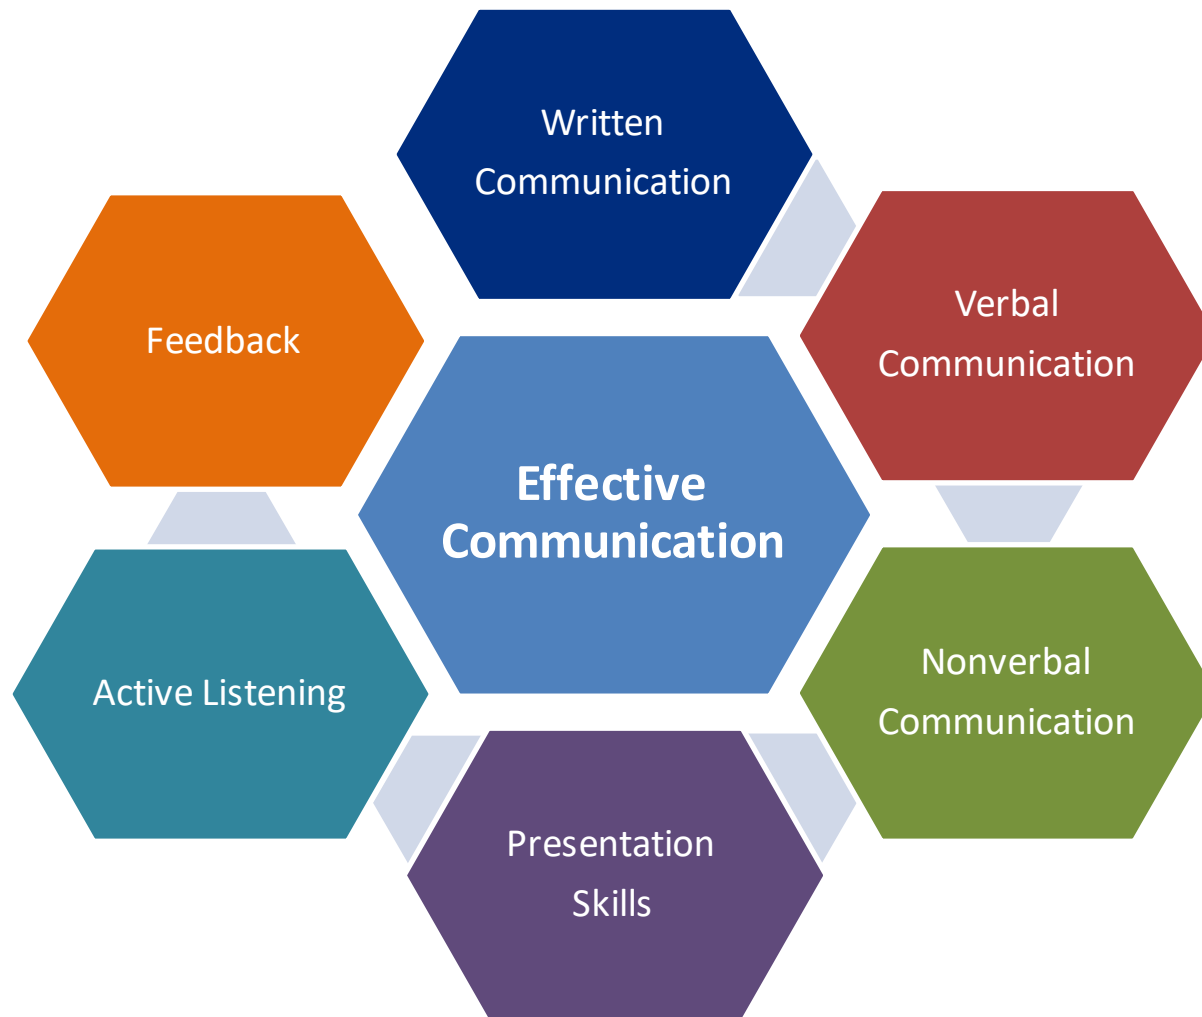 Written
Communication
Verbal
Communication
Feedback
Effective
Communication
Nonverbal
Communication
Active Listening
Presentation
Skills